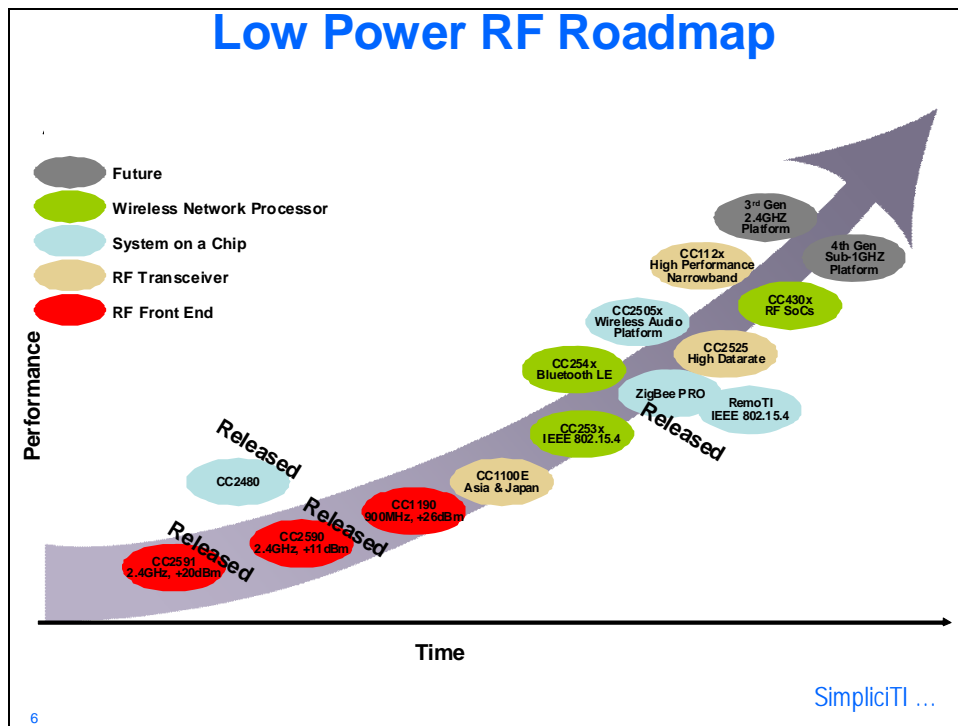 Low Power RF Roadmap
Future
Wireless Network Processor
System on a Chip
RF Transceiver
RF Front End
3rd Gen
2.4GHZ
Platform
4th Gen
Sub-1GHZ
Platform
CC112x
High Performance
Narrowband
CC430x
RF SoCs
CC2505x
Wireless Audio
Platform
CC2525
High Datarate
CC254x
Bluetooth LE
ZigBee PRO
Released
RemoTI
IEEE 802.15.4
CC253x
IEEE 802.15.4
Released
CC2480
CC1100E
Asia & Japan
CC1190
900MHz, +26dBm
Released
CC2590
2.4GHz, +11dBm
Released
CC2591
2.4GHz, +20dBm
Performance
Time
SimpliciTI ...
6